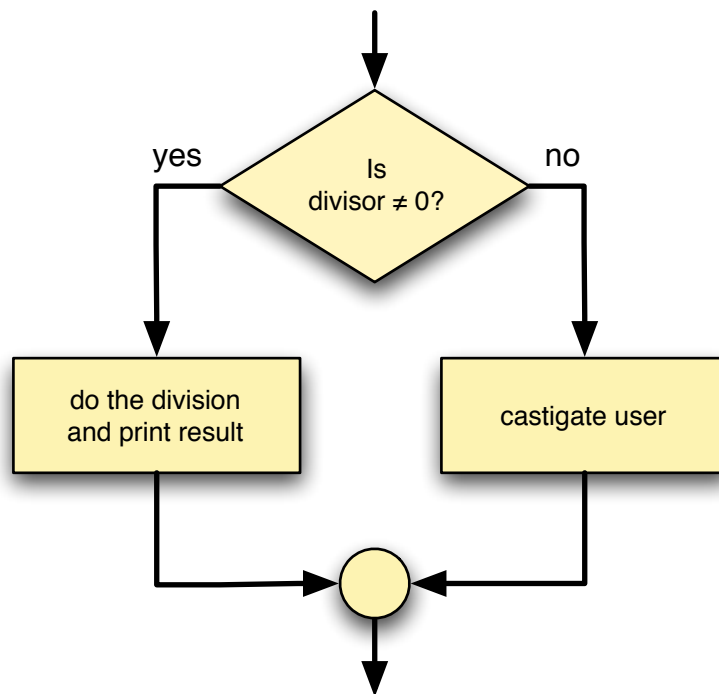 yes
Is
divisor ≠ 0?
no
do the division
and print result
castigate user